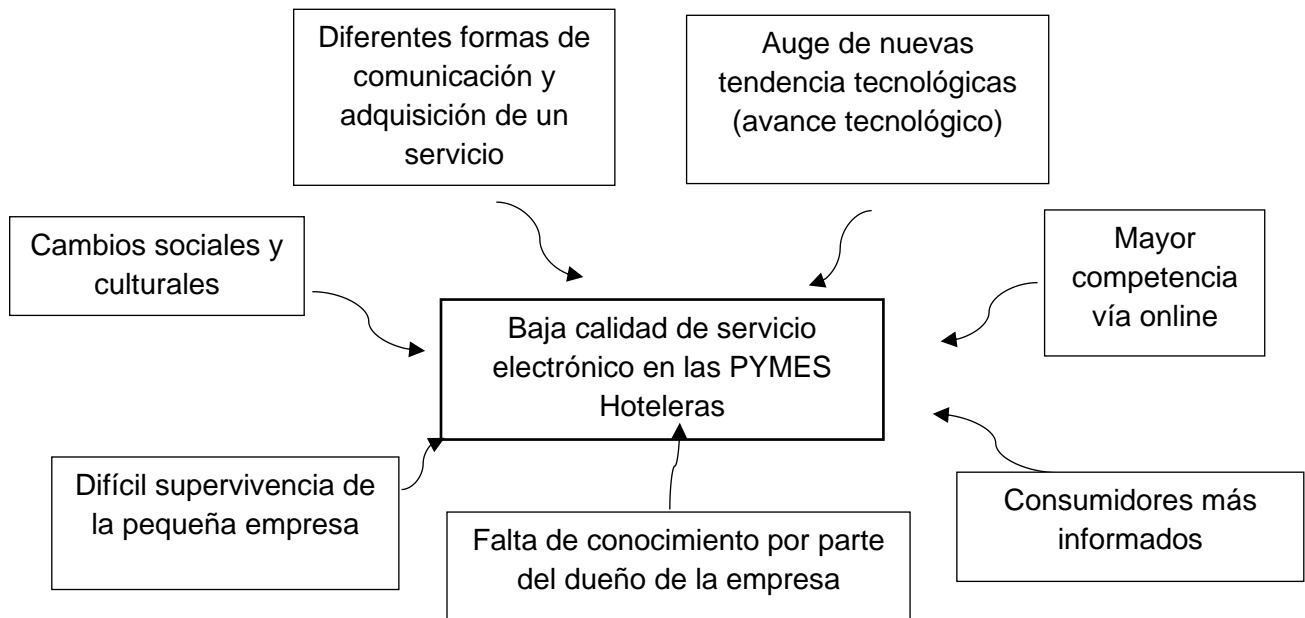 Diferentes formas de
comunicación y
adquisición de un
servicio
Auge de nuevas
tendencia tecnológicas
(avance tecnológico)
Cambios sociales y
culturales
Mayor
competencia
vía online
Baja calidad de servicio
electrónico en las PYMES
Hoteleras
Difícil supervivencia de
la pequeña empresa
Falta de conocimiento por parte
del dueño de la empresa
Consumidores más
informados